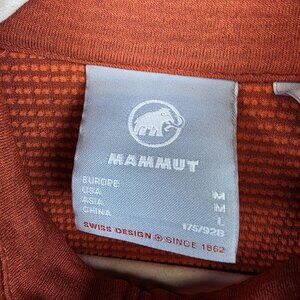 MAMMUT
EUROPE M
USA M
ASIA L
CHINA 175/92B
SWISS DESIGN SINCE 1862